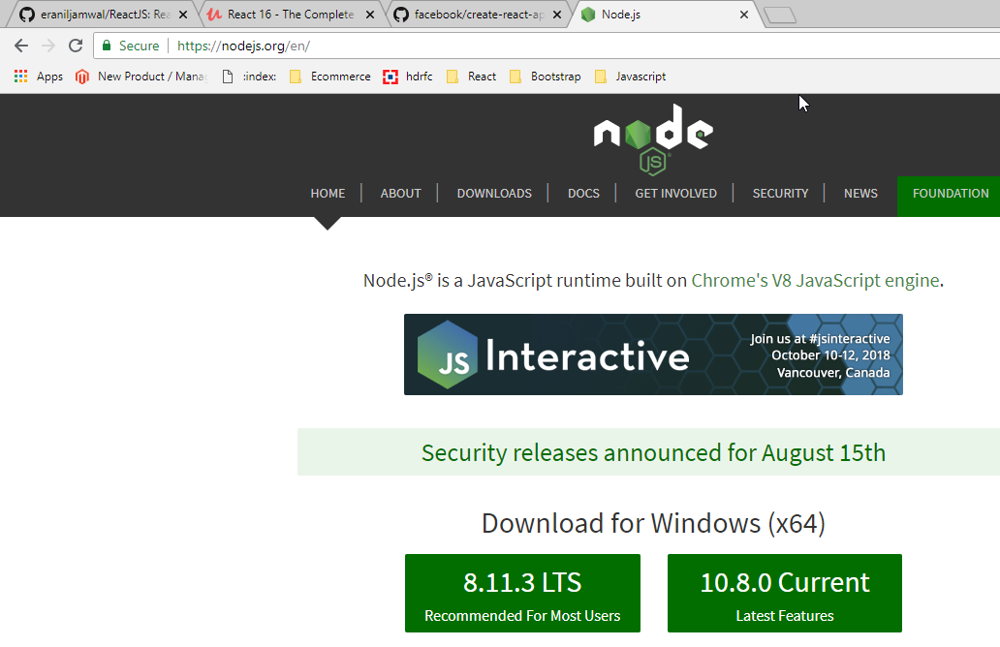 eraniljamwal/ReactJS: Rea
React 16 - The Complete
facebook/create-react-ap
Node.js
Secure | https://nodejs.org/en/
Apps New Product / Mana :index: Ecommerce hdrfc React Bootstrap Javascript
node
JS
HOME | ABOUT | DOWNLOADS | DOCS | GET INVOLVED | SECURITY | NEWS FOUNDATION
Node.js® is a JavaScript runtime built on Chrome's V8 JavaScript engine.
JS Interactive
Join us at #jsinteractive
October 10-12, 2018
Vancouver, Canada
Security releases announced for August 15th
Download for Windows (x64)
8.11.3 LTS
Recommended For Most Users
10.8.0 Current
Latest Features